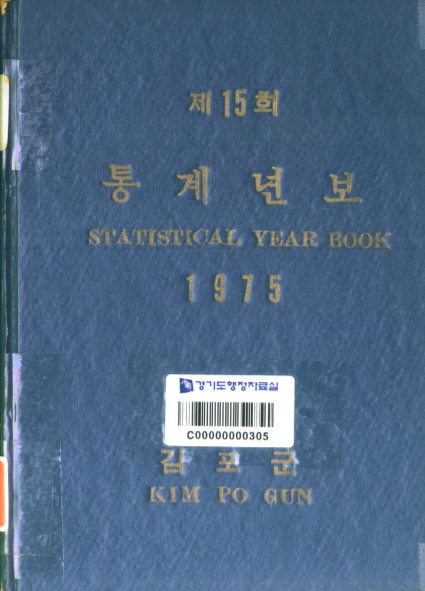 제15회
통계년보
STATISTICAL YEAR BOOK
1975
경기도행정자료실
C00000000305
김포군
KIM PO GUN